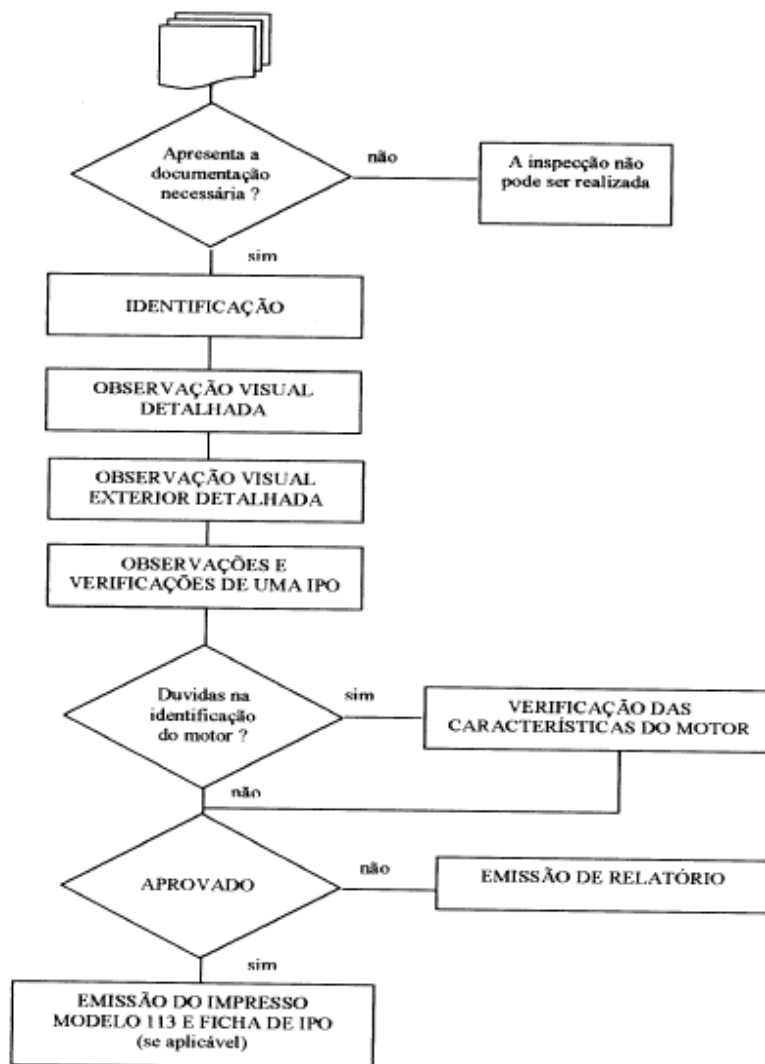 Apresenta a
documentação
necessária ?
não
A inspecção não
pode ser realizada
sim
IDENTIFICAÇÃO
OBSERVAÇÃO VISUAL
DETALHADA
OBSERVAÇÃO VISUAL
EXTERIOR DETALHADA
OBSERVAÇÕES E
VERIFICAÇÕES DE UMA IPO
Duvidas na
identificação
do motor ?
sim
VERIFICAÇÃO DAS
CARACTERÍSTICAS DO MOTOR
não
APROVADO
não
EMISSÃO DE RELATÓRIO
sim
EMISSÃO DO IMPRESSO
MODELO 113 E FICHA DE IPO
(se aplicável)